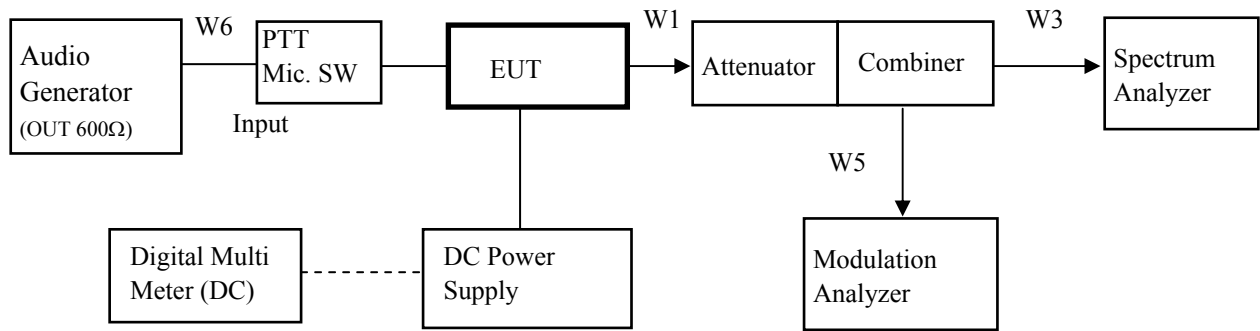 W6
PTT
Mic. SW
W1
W3
Audio
Generator
(OUT 600Ω)
Input
EUT
Attenuator
Combiner
Spectrum
Analyzer
W5
Digital Multi
Meter (DC)
DC Power
Supply
Modulation
Analyzer